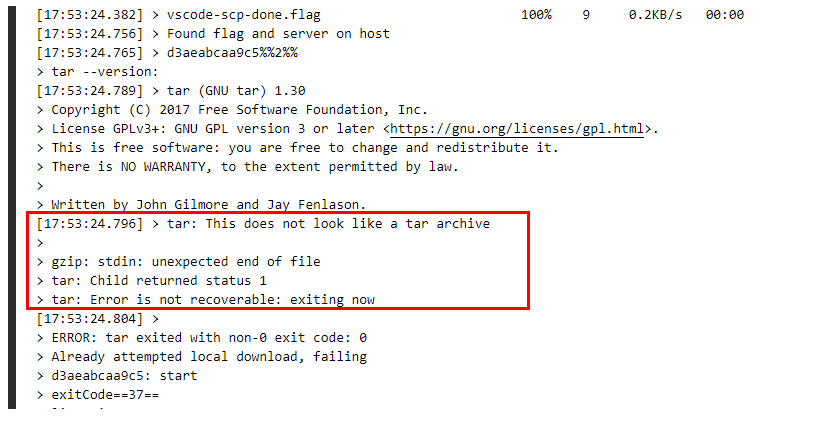 [17:53:24.382] > vscode-scp-done.flag 100% 9 0.2KB/s 00:00
[17:53:24.756] > Found flag and server on host
[17:53:24.765] > d3aeabcaa9c5%%2%%
> tar --version:
[17:53:24.789] > tar (GNU tar) 1.30
> Copyright (C) 2017 Free Software Foundation, Inc.
> License GPLv3+: GNU GPL version 3 or later <https://gnu.org/licenses/gpl.html>.
> This is free software: you are free to change and redistribute it.
> There is NO WARRANTY, to the extent permitted by law.
>
> Written by John Gilmore and Jay Fenlason.
[17:53:24.796] > tar: This does not look like a tar archive
>
> gzip: stdin: unexpected end of file
> tar: Child returned status 1
> tar: Error is not recoverable: exiting now
[17:53:24.804] >
> ERROR: tar exited with non-0 exit code: 0
> Already attempted local download, failing
> d3aeabcaa9c5: start
> exitCode==37==